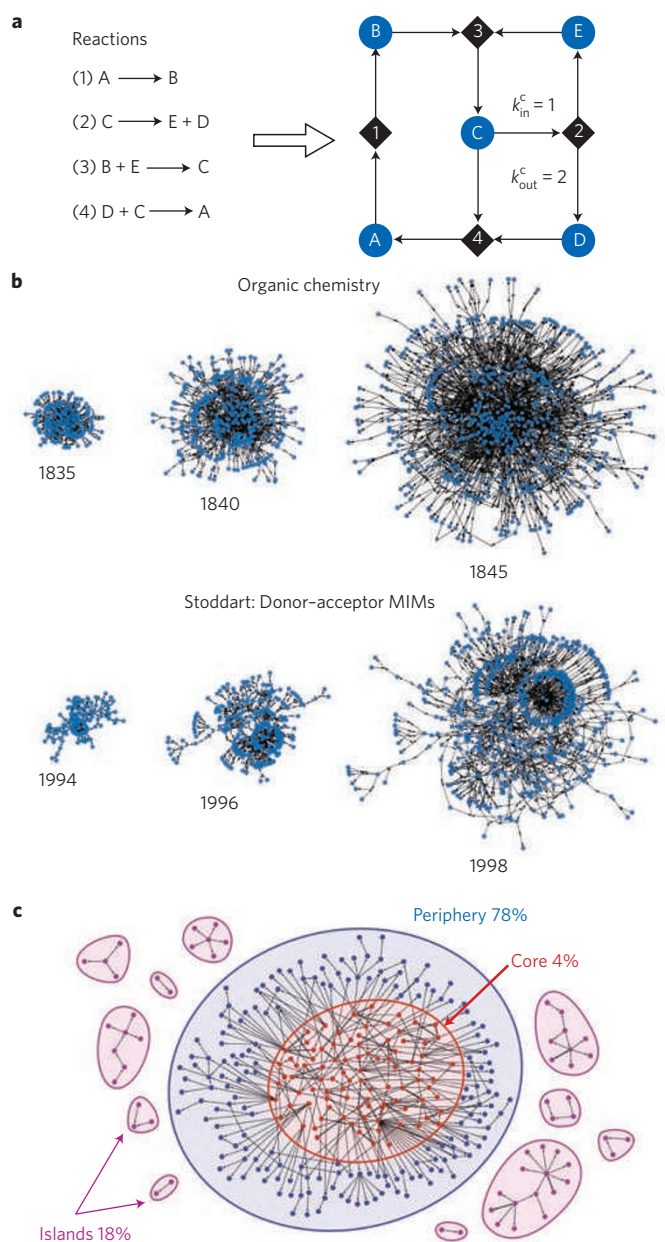 a
Reactions
(1) A → B
(2) C → E + D
(3) B + E → C
(4) D + C → A
B
3
E
1
C
k^c_in = 1
2
k^c_out = 2
A
4
D
b
Organic chemistry
1835
1840
1845
Stoddart: Donor–acceptor MIMs
1994
1996
1998
c
Periphery 78%
Core 4%
Islands 18%